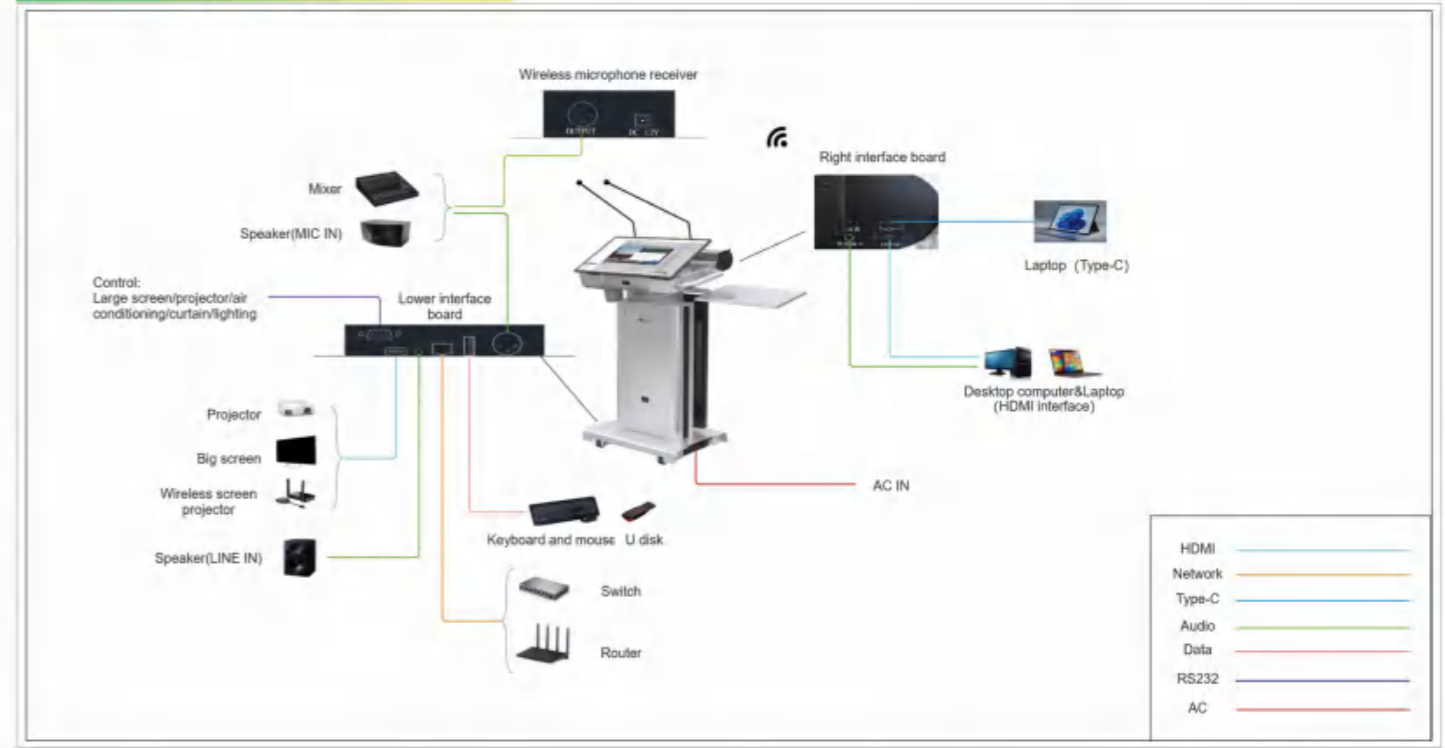 Wireless microphone receiver
OUTPUT
DC 12V
Right interface board
Mixer
Speaker(MIC IN)
Laptop (Type-C)
Control:
Large screen/projector/air
conditioning/curtain/lighting
Lower interface
board
Desktop computer&Laptop
(HDMI interface)
Projector
Big screen
Wireless screen
projector
AC IN
Keyboard and mouse
U disk
Speaker(LINE IN)
Switch
Router
HDMI
Network
Type-C
Audio
Data
RS232
AC